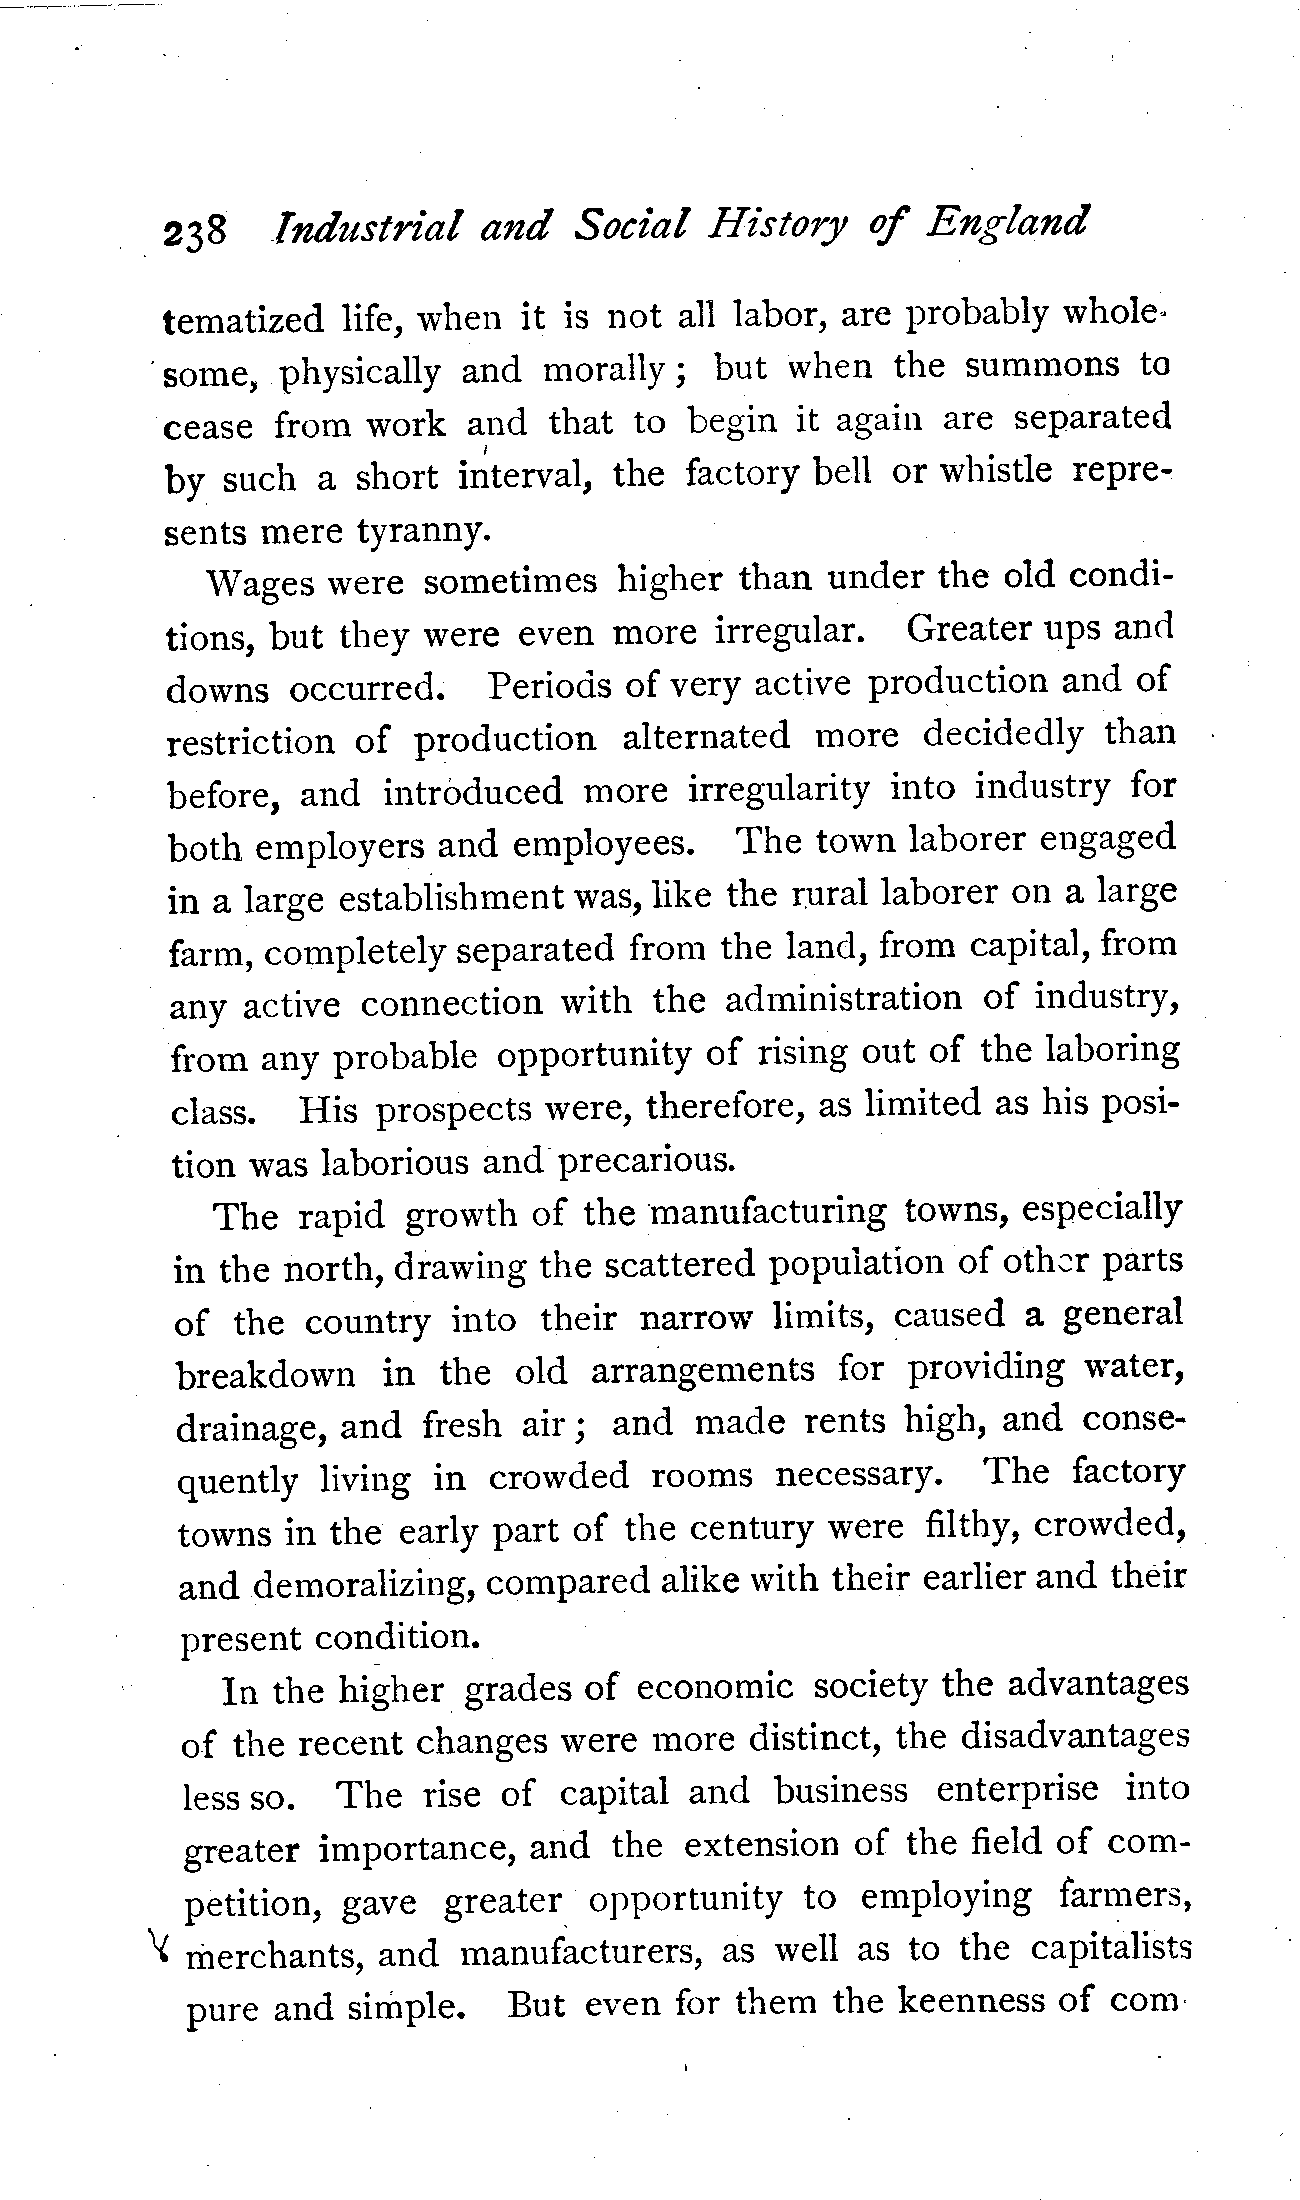 238 Industrial and Social History of England
tematized life, when it is not all labor, are probably whole-
some, physically and morally; but when the summons to
cease from work and that to begin it again are separated
by such a short interval, the factory bell or whistle repre-
sents mere tyranny.
Wages were sometimes higher than under the old condi-
tions, but they were even more irregular. Greater ups and
downs occurred. Periods of very active production and of
restriction of production alternated more decidedly than
before, and introduced more irregularity into industry for
both employers and employees. The town laborer engaged
in a large establishment was, like the rural laborer on a large
farm, completely separated from the land, from capital, from
any active connection with the administration of industry,
from any probable opportunity of rising out of the laboring
class. His prospects were, therefore, as limited as his posi-
tion was laborious and precarious.
The rapid growth of the manufacturing towns, especially
in the north, drawing the scattered population of other parts
of the country into their narrow limits, caused a general
breakdown in the old arrangements for providing water,
drainage, and fresh air; and made rents high, and conse-
quently living in crowded rooms necessary. The factory
towns in the early part of the century were filthy, crowded,
and demoralizing, compared alike with their earlier and their
present condition.
In the higher grades of economic society the advantages
of the recent changes were more distinct, the disadvantages
less so. The rise of capital and business enterprise into
greater importance, and the extension of the field of com-
petition, gave greater opportunity to employing farmers,
merchants, and manufacturers, as well as to the capitalists
pure and simple. But even for them the keenness of com-